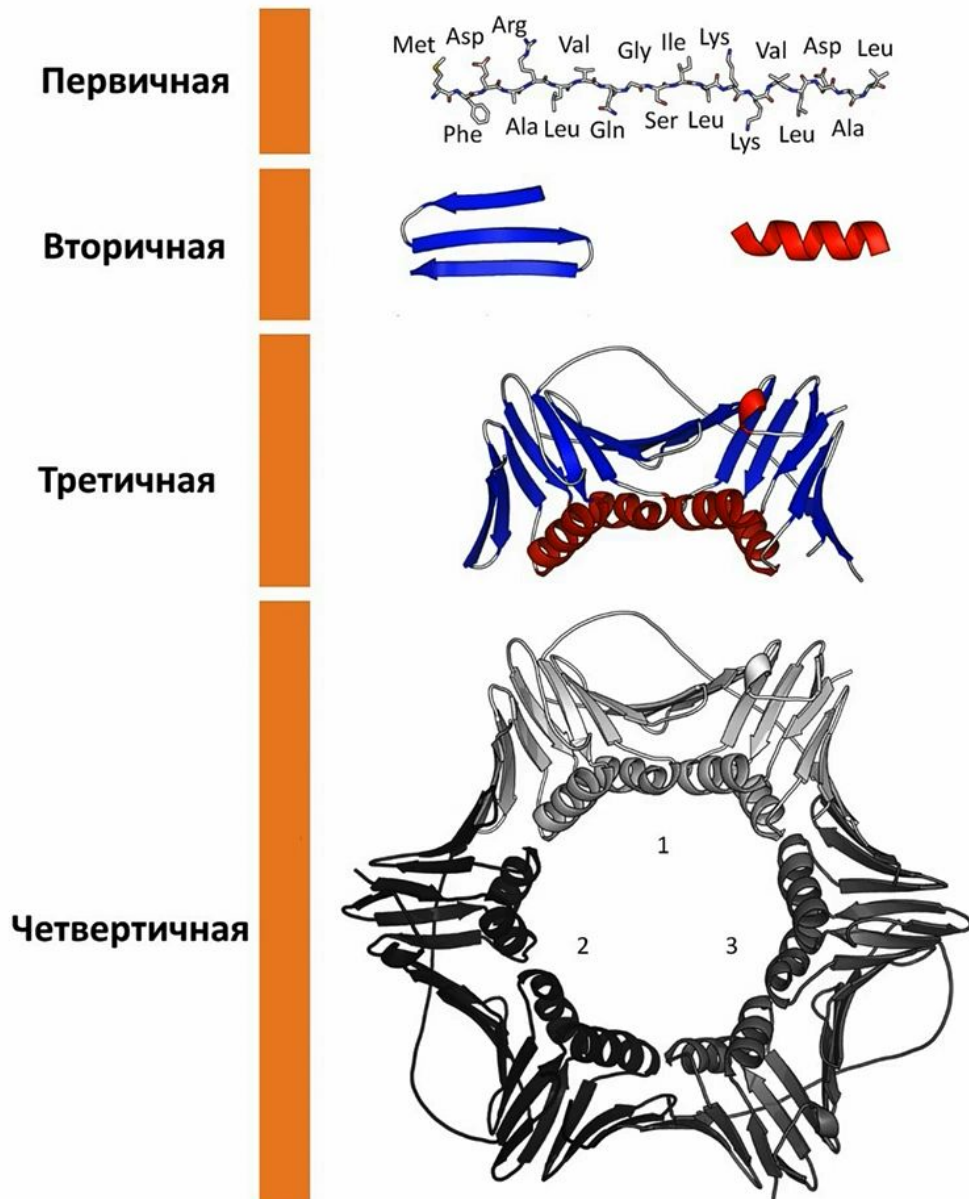 Первичная
Met Asp Arg Val Gly Ile Lys Val Asp Leu
Phe Ala Leu Gln Ser Leu Lys Leu Ala
Вторичная
Третичная
Четвертичная
1
2 3